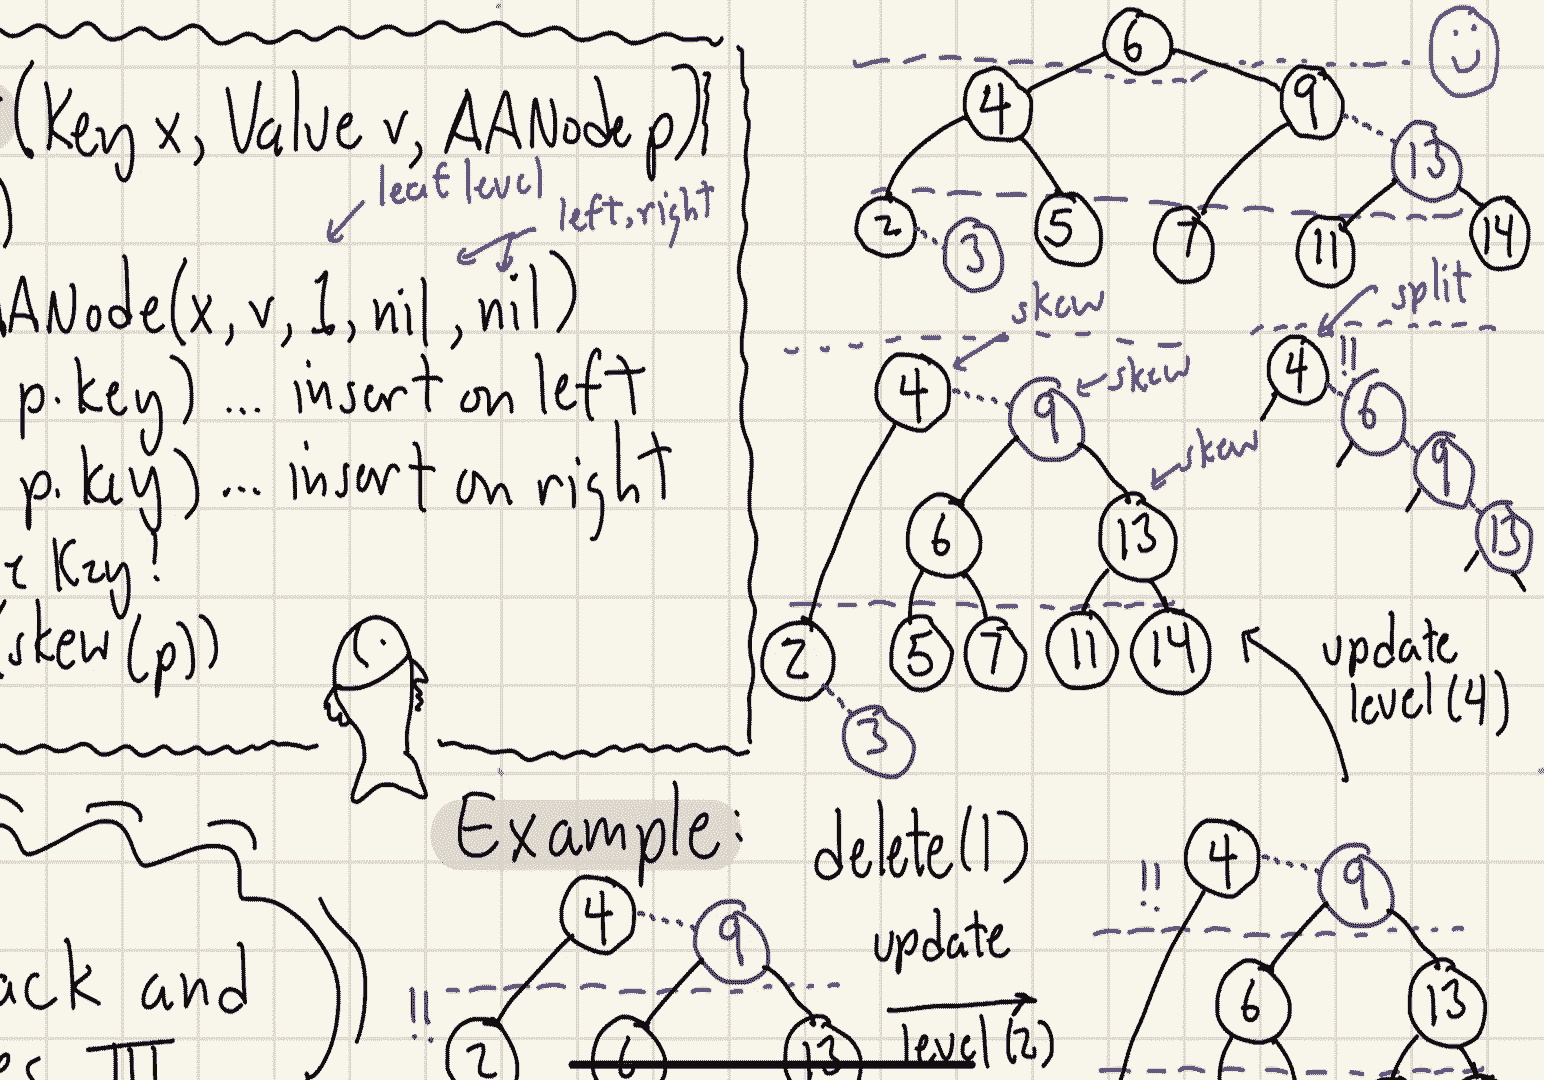 (Key x, Value v, AANode p){
leaf level
left, right
AANode(x, v, 1, nil, nil)
p.key) ... insert on left
p.key) ... insert on right
key!
(skew(p))
6
4 9
13
2 3 5 7 11 14
skew
split
4 9
skew
skew
6 13
2 5 7 11 14
3
4 !!
6
9
13
update
level(4)
Example: delete(1)
4 9
!!
2 6 13
update
level(2)
!! 4 9
6 13
ack and